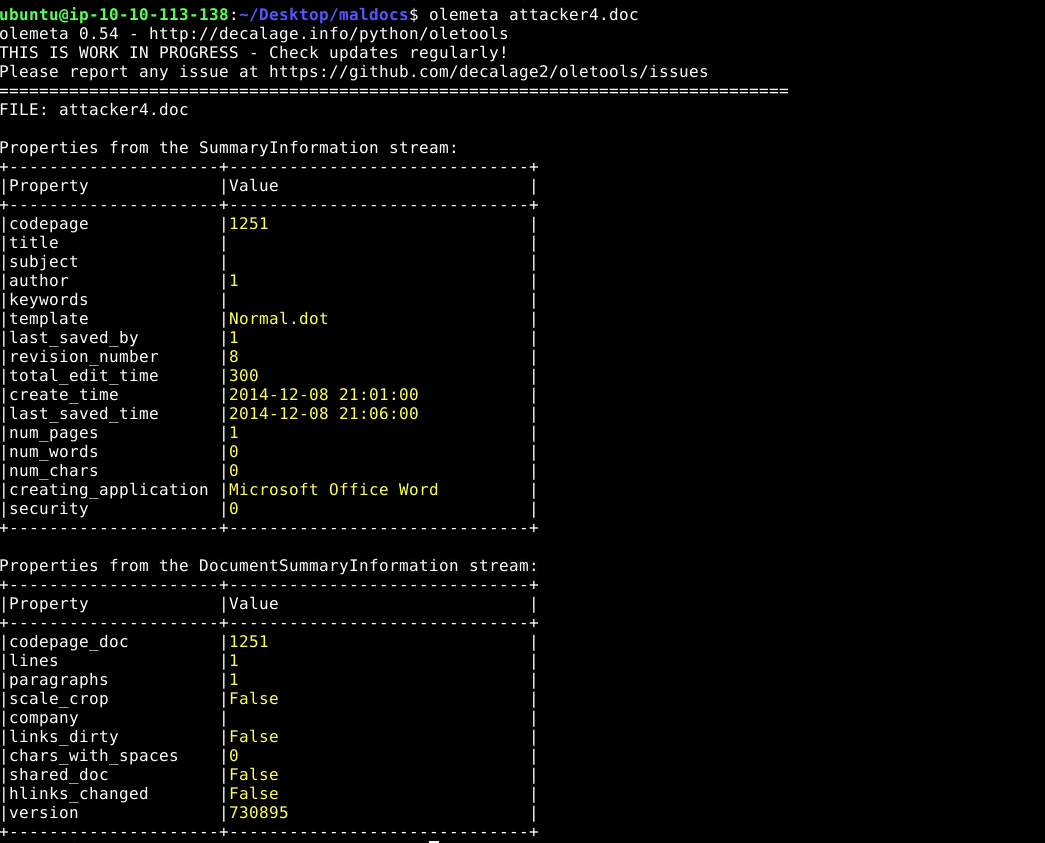 ubuntu@ip-10-10-113-138:~/Desktop/maldocs$ olemeta attacker4.doc
olemeta 0.54 - http://decalage.info/python/oletools
THIS IS WORK IN PROGRESS - Check updates regularly!
Please report any issue at https://github.com/decalage2/oletools/issues
===============================================================================
FILE: attacker4.doc

Properties from the SummaryInformation stream:
+---------------------+------------------------------+
|Property             |Value                         |
+---------------------+------------------------------+
|codepage             |1251                          |
|title                |                              |
|subject              |                              |
|author               |1                             |
|keywords             |                              |
|template             |Normal.dot                    |
|last_saved_by        |1                             |
|revision_number      |8                             |
|total_edit_time      |300                           |
|create_time          |2014-12-08 21:01:00           |
|last_saved_time      |2014-12-08 21:06:00           |
|num_pages            |1                             |
|num_words            |0                             |
|num_chars            |0                             |
|creating_application |Microsoft Office Word         |
|security             |0                             |
+---------------------+------------------------------+

Properties from the DocumentSummaryInformation stream:
+---------------------+------------------------------+
|Property             |Value                         |
+---------------------+------------------------------+
|codepage_doc         |1251                          |
|lines                |1                             |
|paragraphs           |1                             |
|scale_crop           |False                         |
|company              |                              |
|links_dirty          |False                         |
|chars_with_spaces    |0                             |
|shared_doc           |False                         |
|hlinks_changed       |False                         |
|version              |730895                        |
+---------------------+------------------------------+